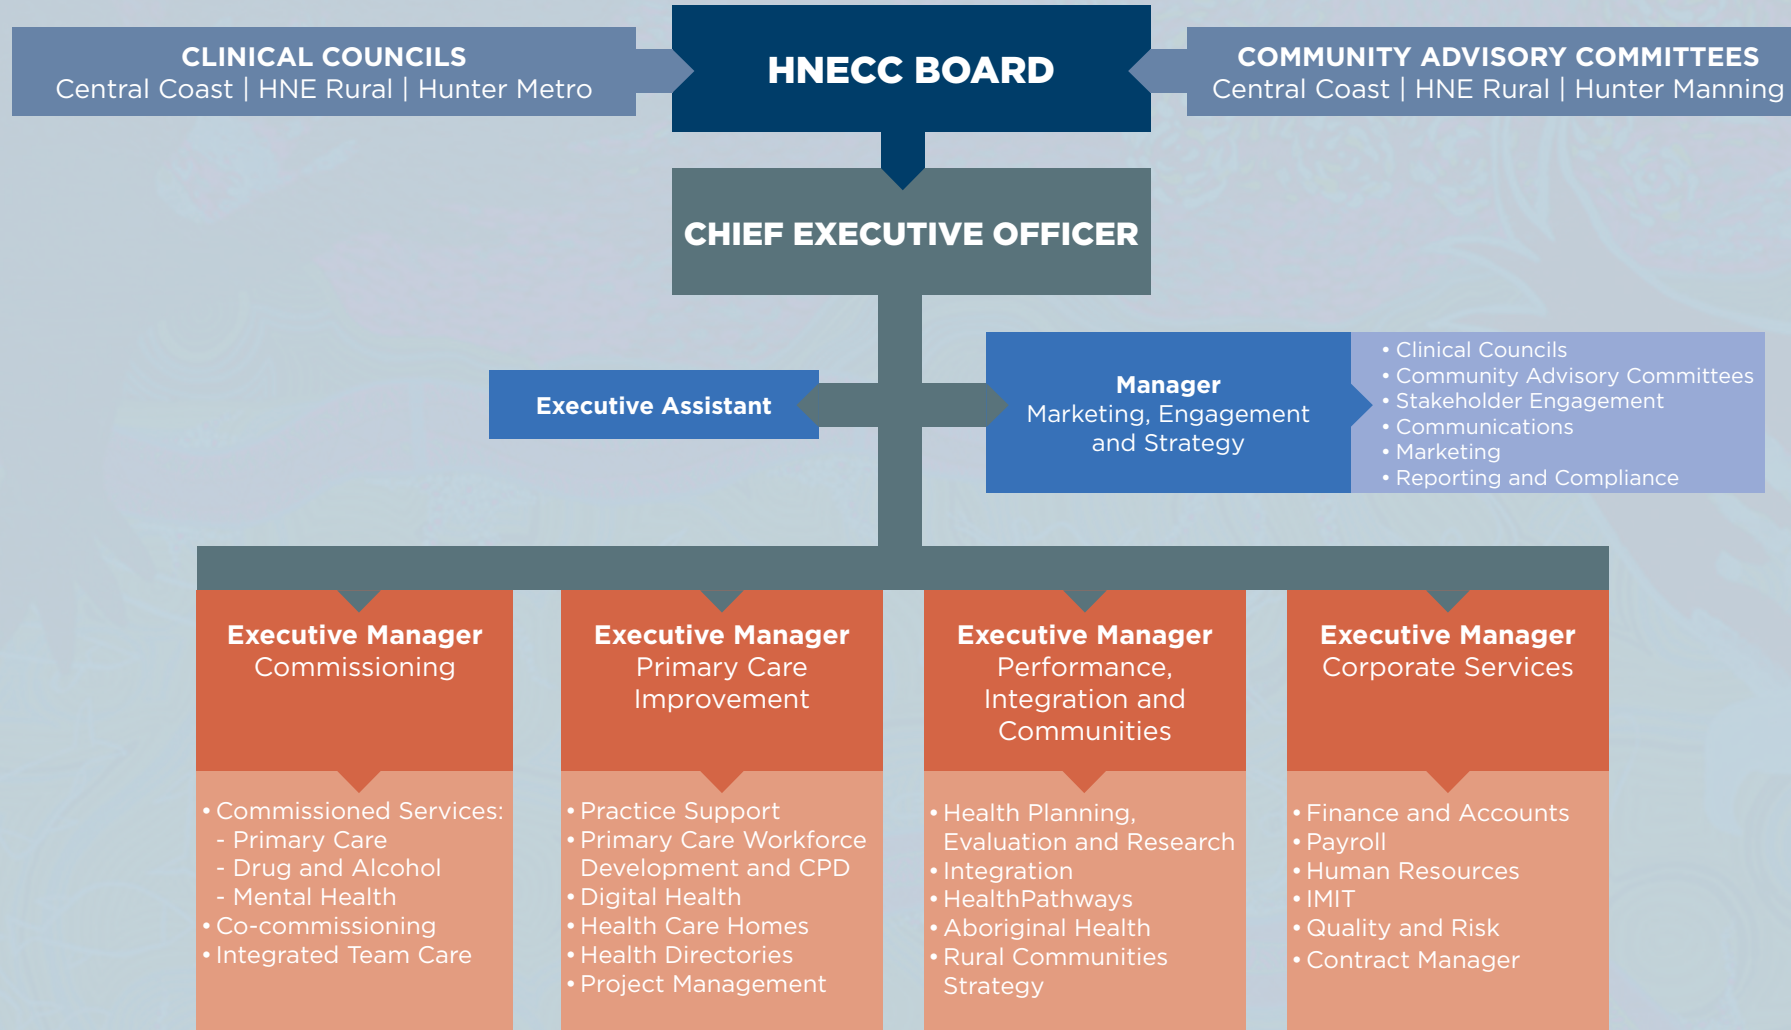 CLINICAL COUNCILS
Central Coast | HNE Rural | Hunter Metro
HNECC BOARD
COMMUNITY ADVISORY COMMITTEES
Central Coast | HNE Rural | Hunter Manning
CHIEF EXECUTIVE OFFICER
Executive Assistant
Manager
Marketing, Engagement
and Strategy
• Clinical Councils
• Community Advisory Committees
• Stakeholder Engagement
• Communications
• Marketing
• Reporting and Compliance
Executive Manager
Commissioning
• Commissioned Services:
- Primary Care
- Drug and Alcohol
- Mental Health
• Co-commissioning
• Integrated Team Care
Executive Manager
Primary Care
Improvement
• Practice Support
• Primary Care Workforce
Development and CPD
• Digital Health
• Health Care Homes
• Health Directories
• Project Management
Executive Manager
Performance,
Integration and
Communities
• Health Planning,
Evaluation and Research
• Integration
• HealthPathways
• Aboriginal Health
• Rural Communities
Strategy
Executive Manager
Corporate Services
• Finance and Accounts
• Payroll
• Human Resources
• IMIT
• Quality and Risk
• Contract Manager